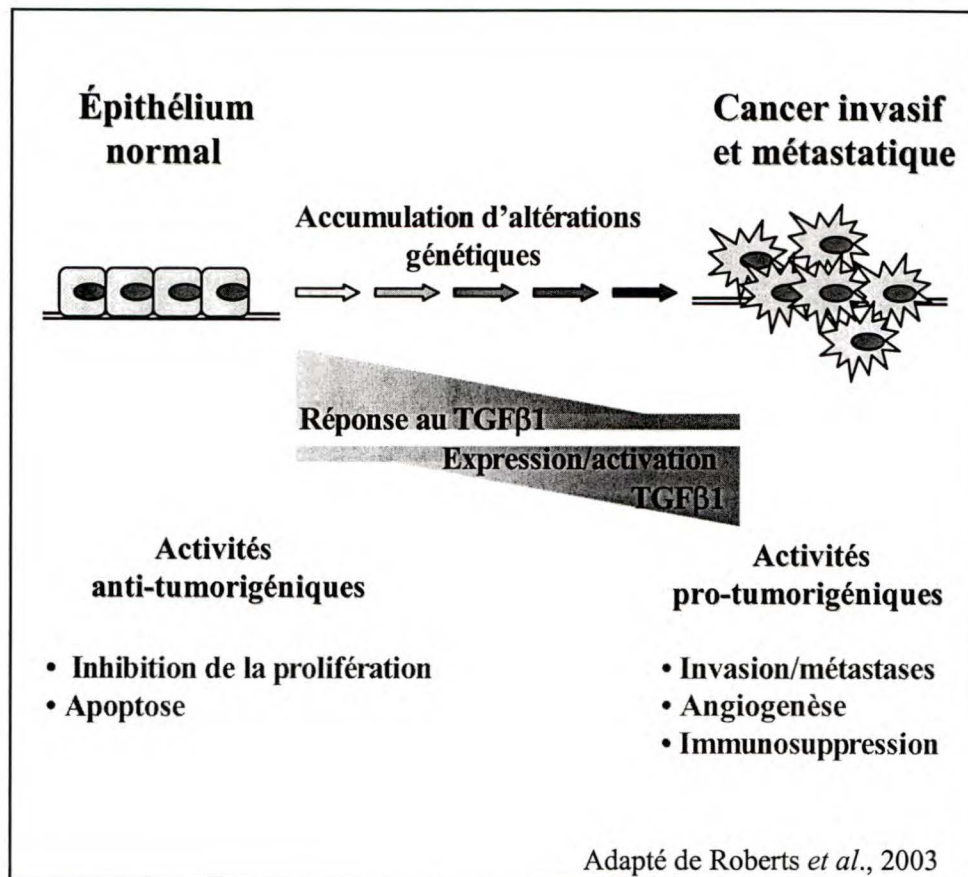 Épithélium
normal
Cancer invasif
et métastatique
Accumulation d'altérations
génétiques
Réponse au TGFβ1
Expression/activation
TGFβ1
Activités
anti-tumorigéniques
Activités
pro-tumorigéniques
• Inhibition de la prolifération
• Apoptose
• Invasion/métastases
• Angiogenèse
• Immunosuppression
Adapté de Roberts et al., 2003